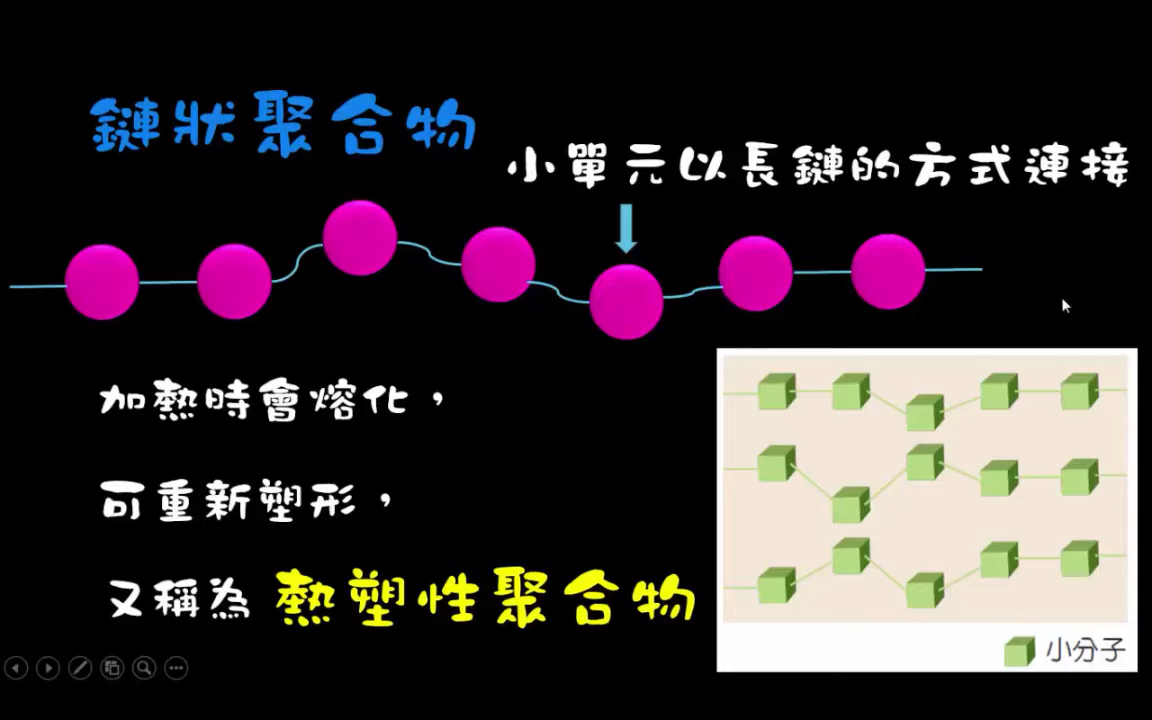 鏈狀聚合物
小單元以長鏈的方式連接
加熱時會熔化，
可重新塑形，
又稱為 熱塑性聚合物
小分子